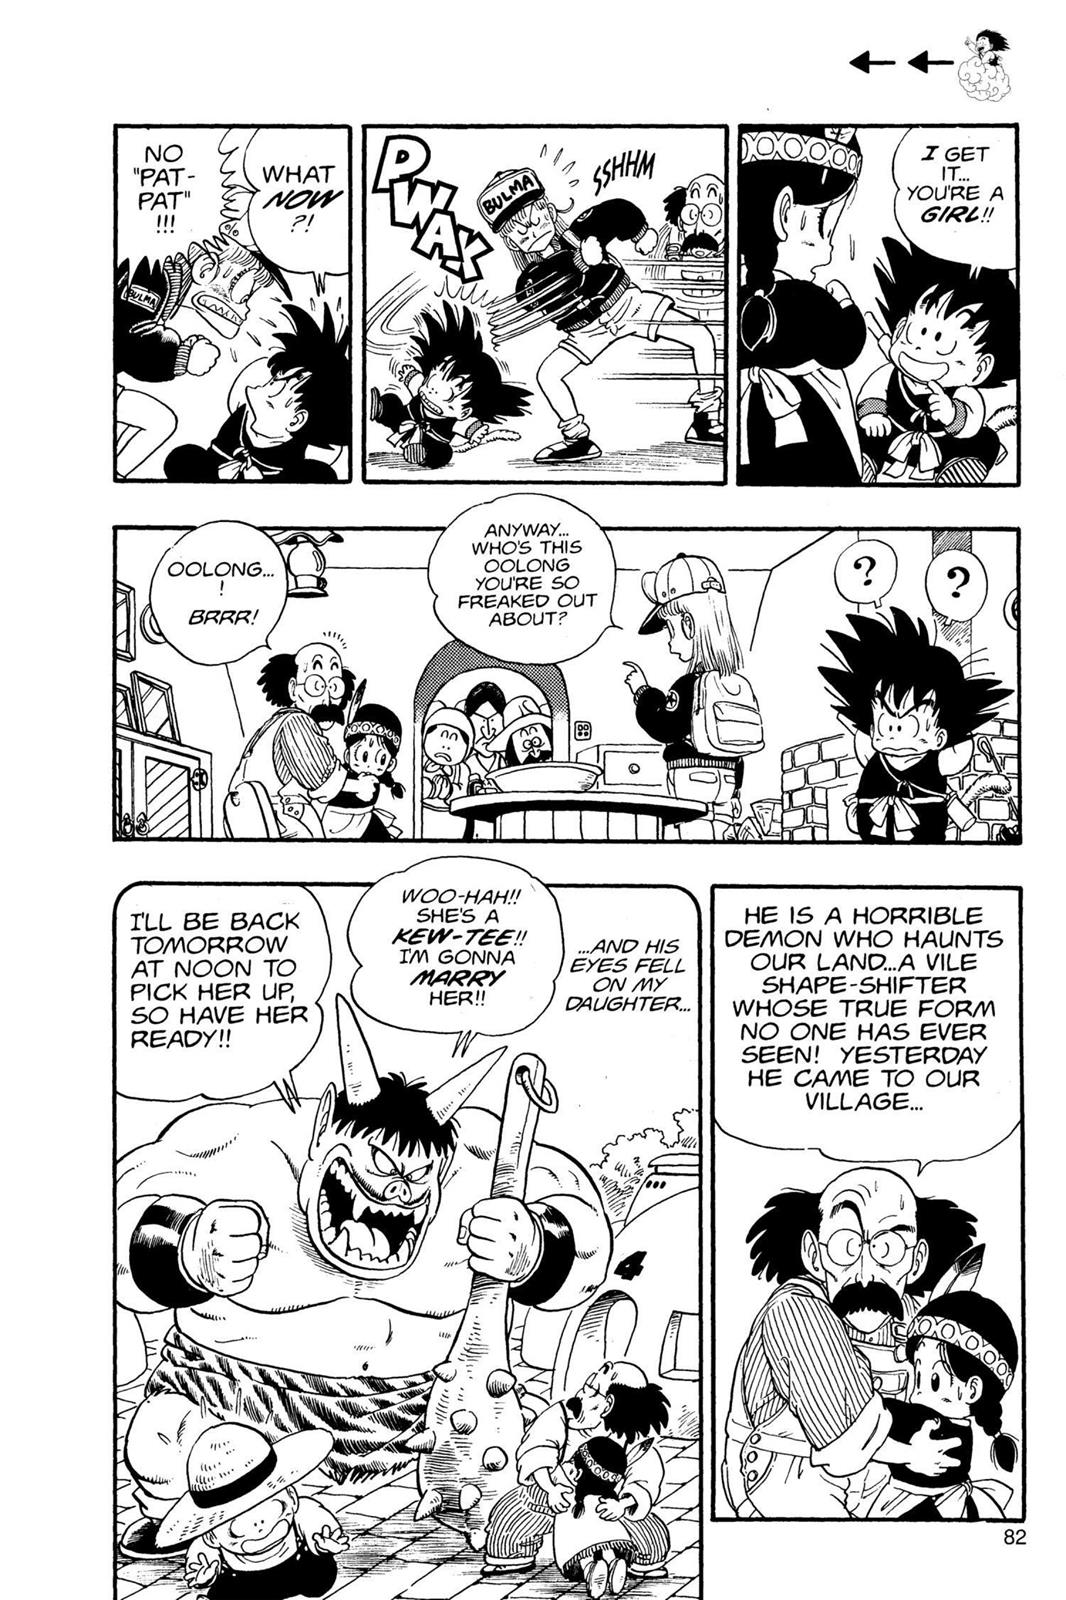 I GET
IT...
YOU'RE A
GIRL!!
SSHHM
BULMA
PWAX
WHAT
NOW
?!
NO
"PAT-
PAT"
!!!
BULMA
?
?
ANYWAY...
WHO'S THIS
OOLONG
YOU'RE SO
FREAKED OUT
ABOUT?
OOLONG...
!
BRRR!
HE IS A HORRIBLE
DEMON WHO HAUNTS
OUR LAND...A VILE
SHAPE-SHIFTER
WHOSE TRUE FORM
NO ONE HAS EVER
SEEN! YESTERDAY
HE CAME TO OUR
VILLAGE...
...AND HIS
EYES FELL
ON MY
DAUGHTER...
WOO-HAH!!
SHE'S A
KEW-TEE!!
I'M GONNA
MARRY
HER!!
I'LL BE BACK
TOMORROW
AT NOON TO
PICK HER UP,
SO HAVE HER
READY!!
4
82